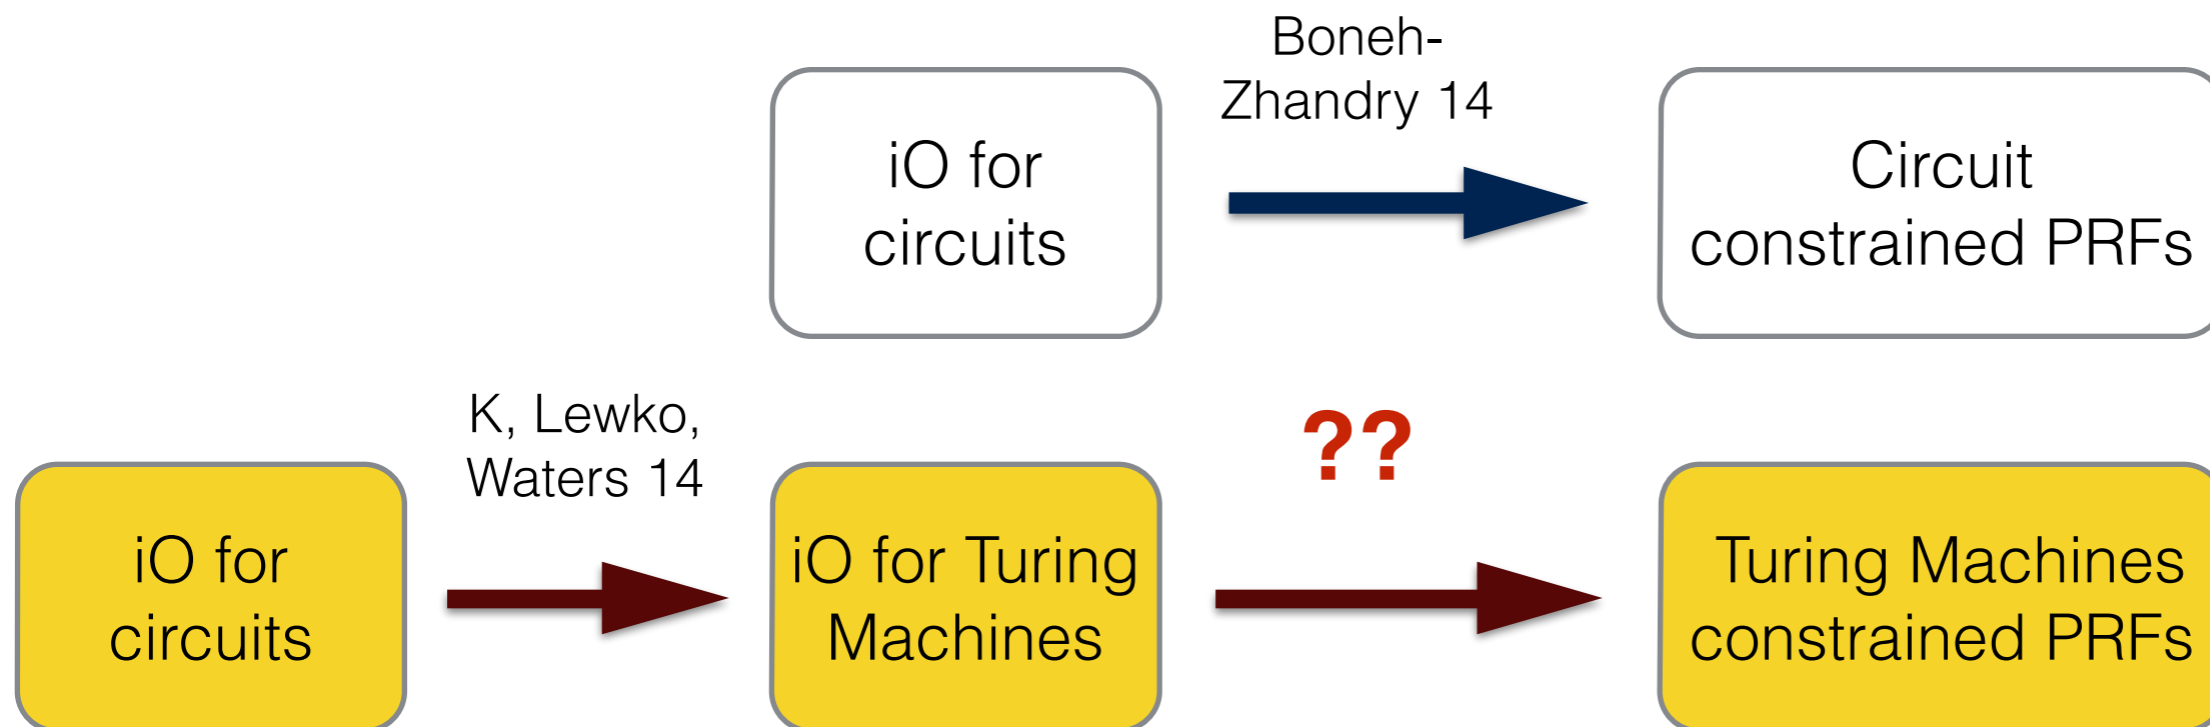 Boneh-
Zhandry 14
iO for
circuits
Circuit
constrained PRFs
K, Lewko,
Waters 14
??
iO for
circuits
iO for Turing
Machines
Turing Machines
constrained PRFs